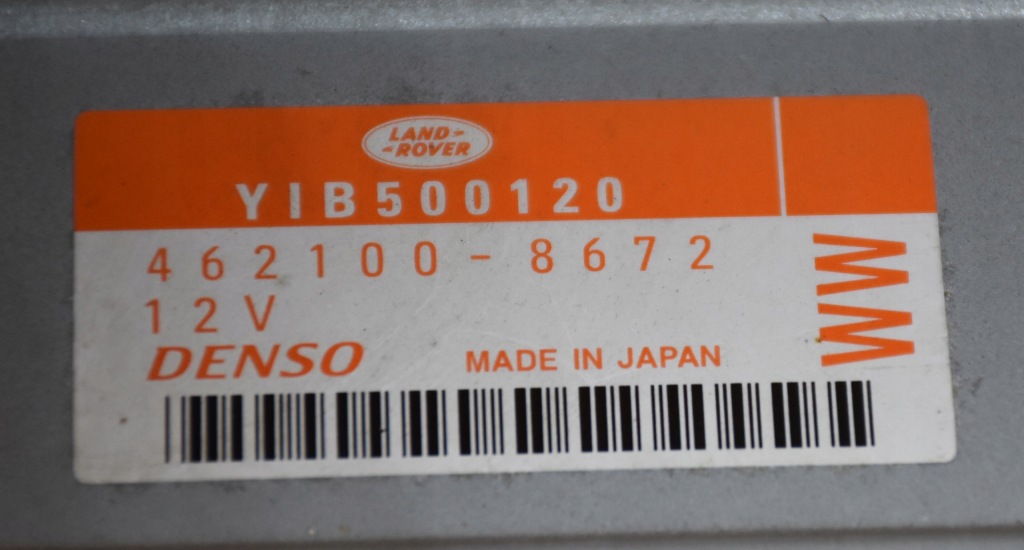 LAND-
-ROVER
YIB500120
462100-8672
12V
DENSO
MADE IN JAPAN
WW